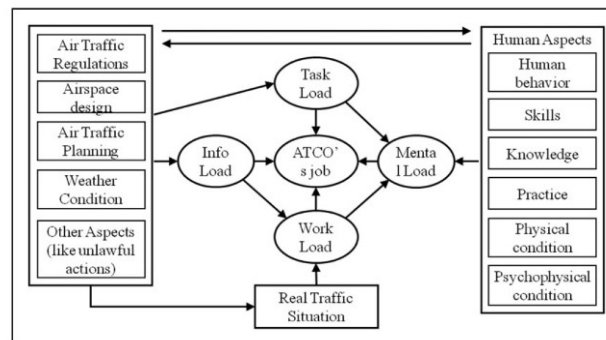 Air Traffic
Regulations
Airspace
design
Air Traffic
Planning
Weather
Condition
Other Aspects
(like unlawful
actions)
Task
Load
Info
Load
ATCO's
s job
Menta
l Load
Work
Load
Real Traffic
Situation
Human Aspects
Human
behavior
Skills
Knowledge
Practice
Physical
condition
Psychophysical
condition